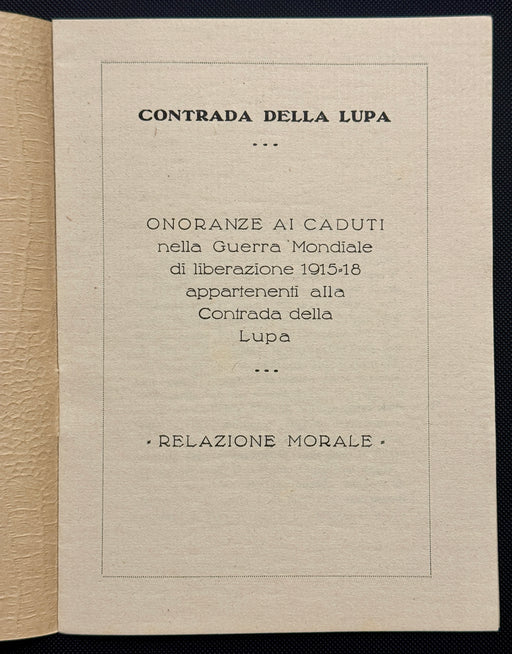 CONTRADA DELLA LUPA
...
ONORANZE AI CADUTI
nella Guerra Mondiale
di liberazione 1915-18
appartenenti alla
Contrada della
Lupa
...
- RELAZIONE MORALE -